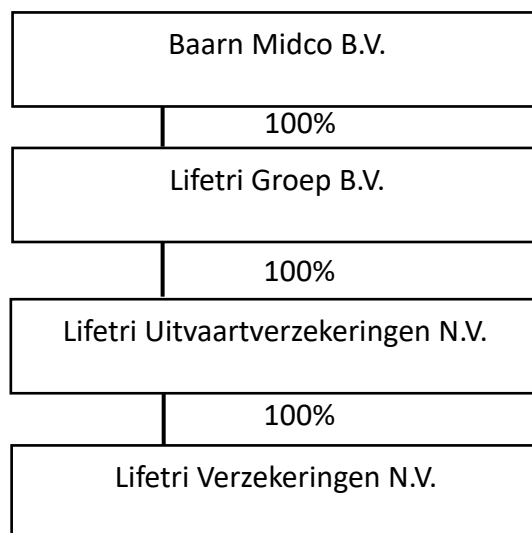 Baarn Midco B.V.
100%
Lifetri Groep B.V.
100%
Lifetri Uitvaartverzekeringen N.V.
100%
Lifetri Verzekeringen N.V.